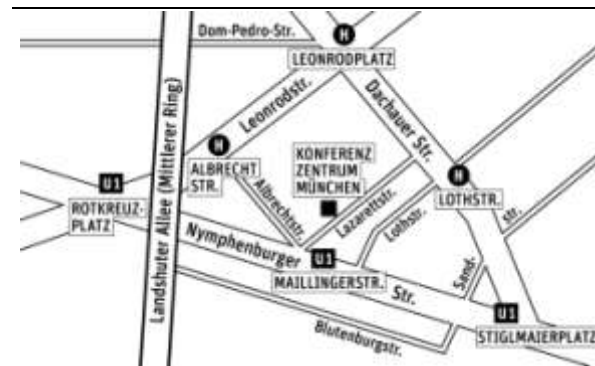 Dom-Pedro-Str.
H
LEONRODPLATZ
Landshuter Allee (Mittlerer Ring)
Leonrodstr.
Dachauer Str.
H
ALBRECHT
STR.
KONFERENZ
ZENTRUM
MÜNCHEN
H
LOTHSTR.
U1
ROTKREUZ-
PLATZ
Albrechtstr.
Lazarettstr.
Lothstr.
str.
Sand-
Nymphenburger
Str.
U1
MAILLINGERSTR.
U1
STIGLMAIERPLATZ
Blutenburgstr.